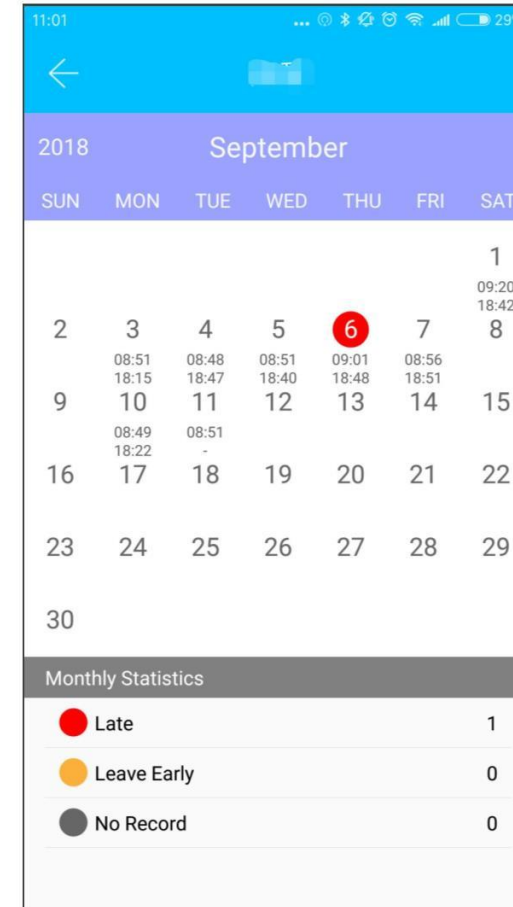 11:01 ... 29
2018 September
SUN MON TUE WED THU FRI SAT
1
09:20
18:42
2 3 4 5 6 7 8
08:51 08:48 08:51 09:01 08:56
18:15 18:47 18:40 18:48 18:51
9 10 11 12 13 14 15
08:49 08:51
18:22 -
16 17 18 19 20 21 22
23 24 25 26 27 28 29
30
Monthly Statistics
Late 1
Leave Early 0
No Record 0